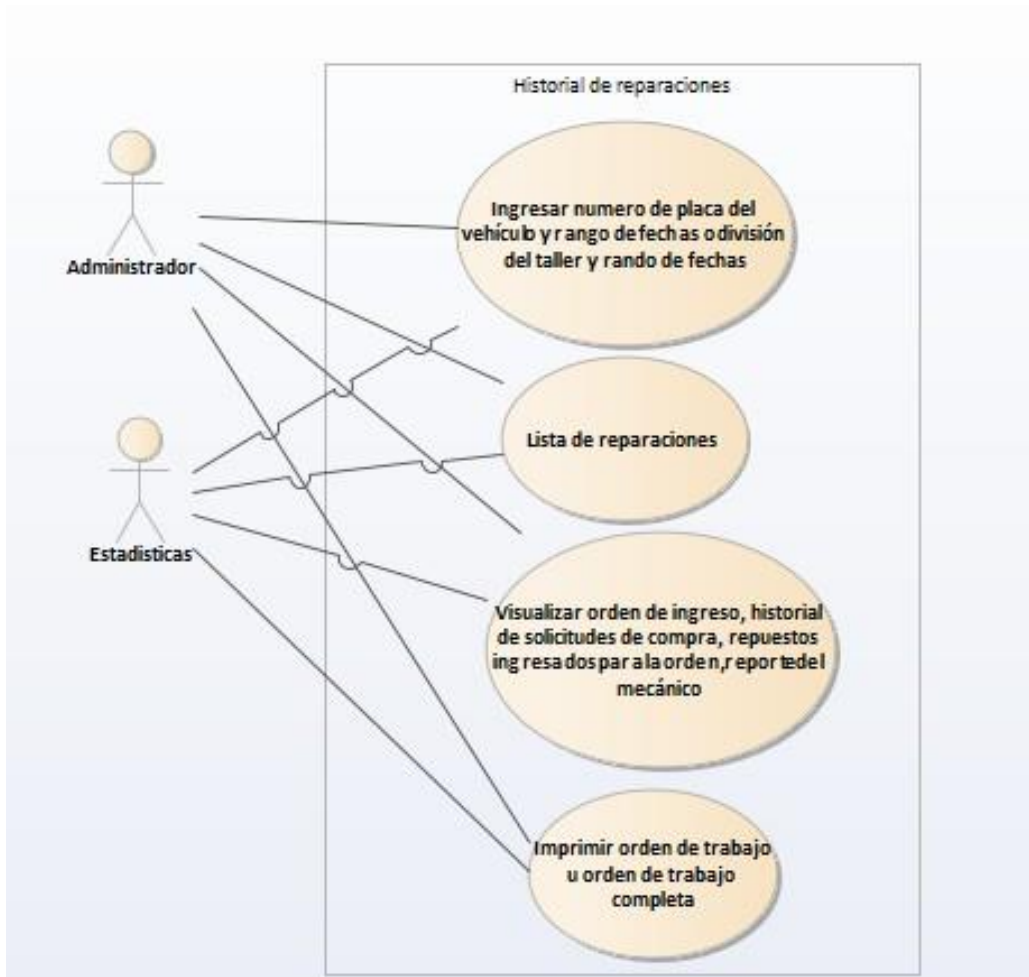 Historial de reparaciones
Ingresar numero de placa del
vehículo y rango de fechas o división
del taller y rando de fechas
Administrador
Lista de reparaciones
Estadisticas
Visualizar orden de ingreso, historial
de solicitudes de compra, repuestos
ingresados para la orden,reporte del
mecánico
Imprimir orden de trabajo
u orden de trabajo
completa